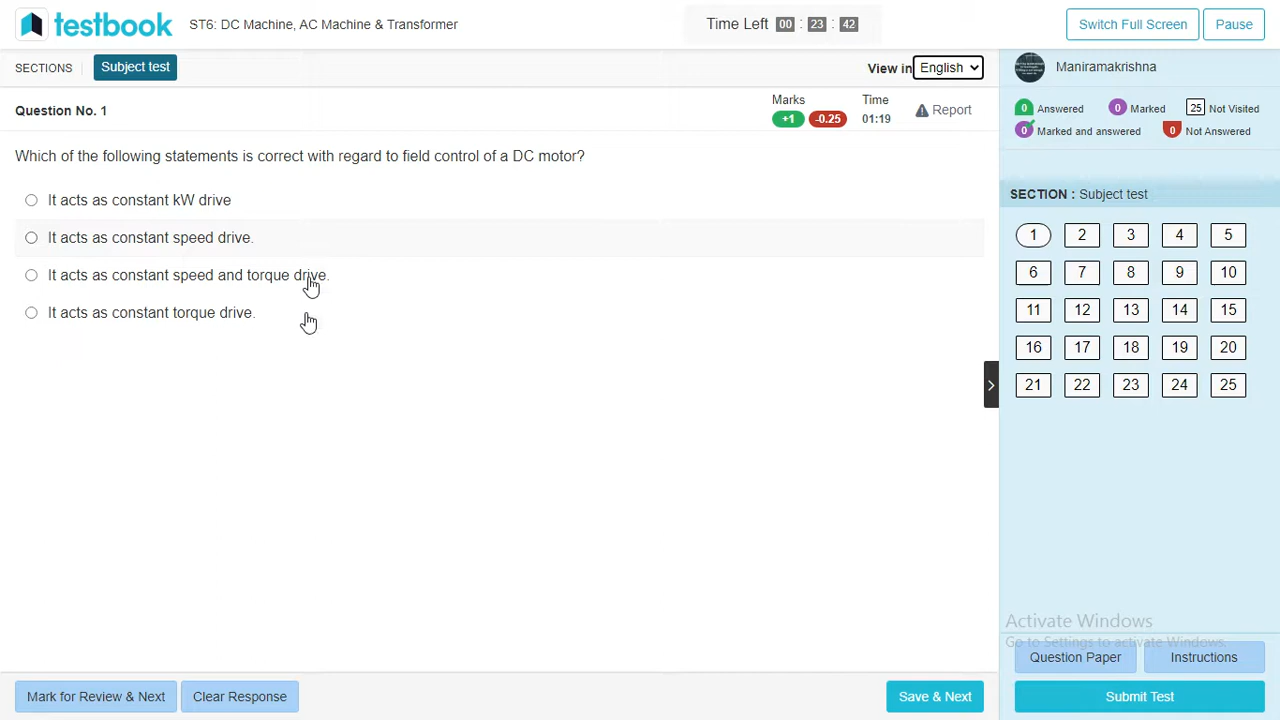 testbook
ST6: DC Machine, AC Machine & Transformer
Time Left 00 : 23 : 42
Switch Full Screen
Pause
SECTIONS
Subject test
View in English
Maniramakrishna
Question No. 1
Marks
+1 -0.25
Time
01:19
Report
0 Answered
0 Marked
25 Not Visited
0 Marked and answered
0 Not Answered
Which of the following statements is correct with regard to field control of a DC motor?
It acts as constant kW drive
It acts as constant speed drive.
It acts as constant speed and torque drive.
It acts as constant torque drive.
SECTION : Subject test
1 2 3 4 5
6 7 8 9 10
11 12 13 14 15
16 17 18 19 20
21 22 23 24 25
Activate Windows
Go to Settings to activate Windows.
Question Paper
Instructions
Mark for Review & Next
Clear Response
Save & Next
Submit Test